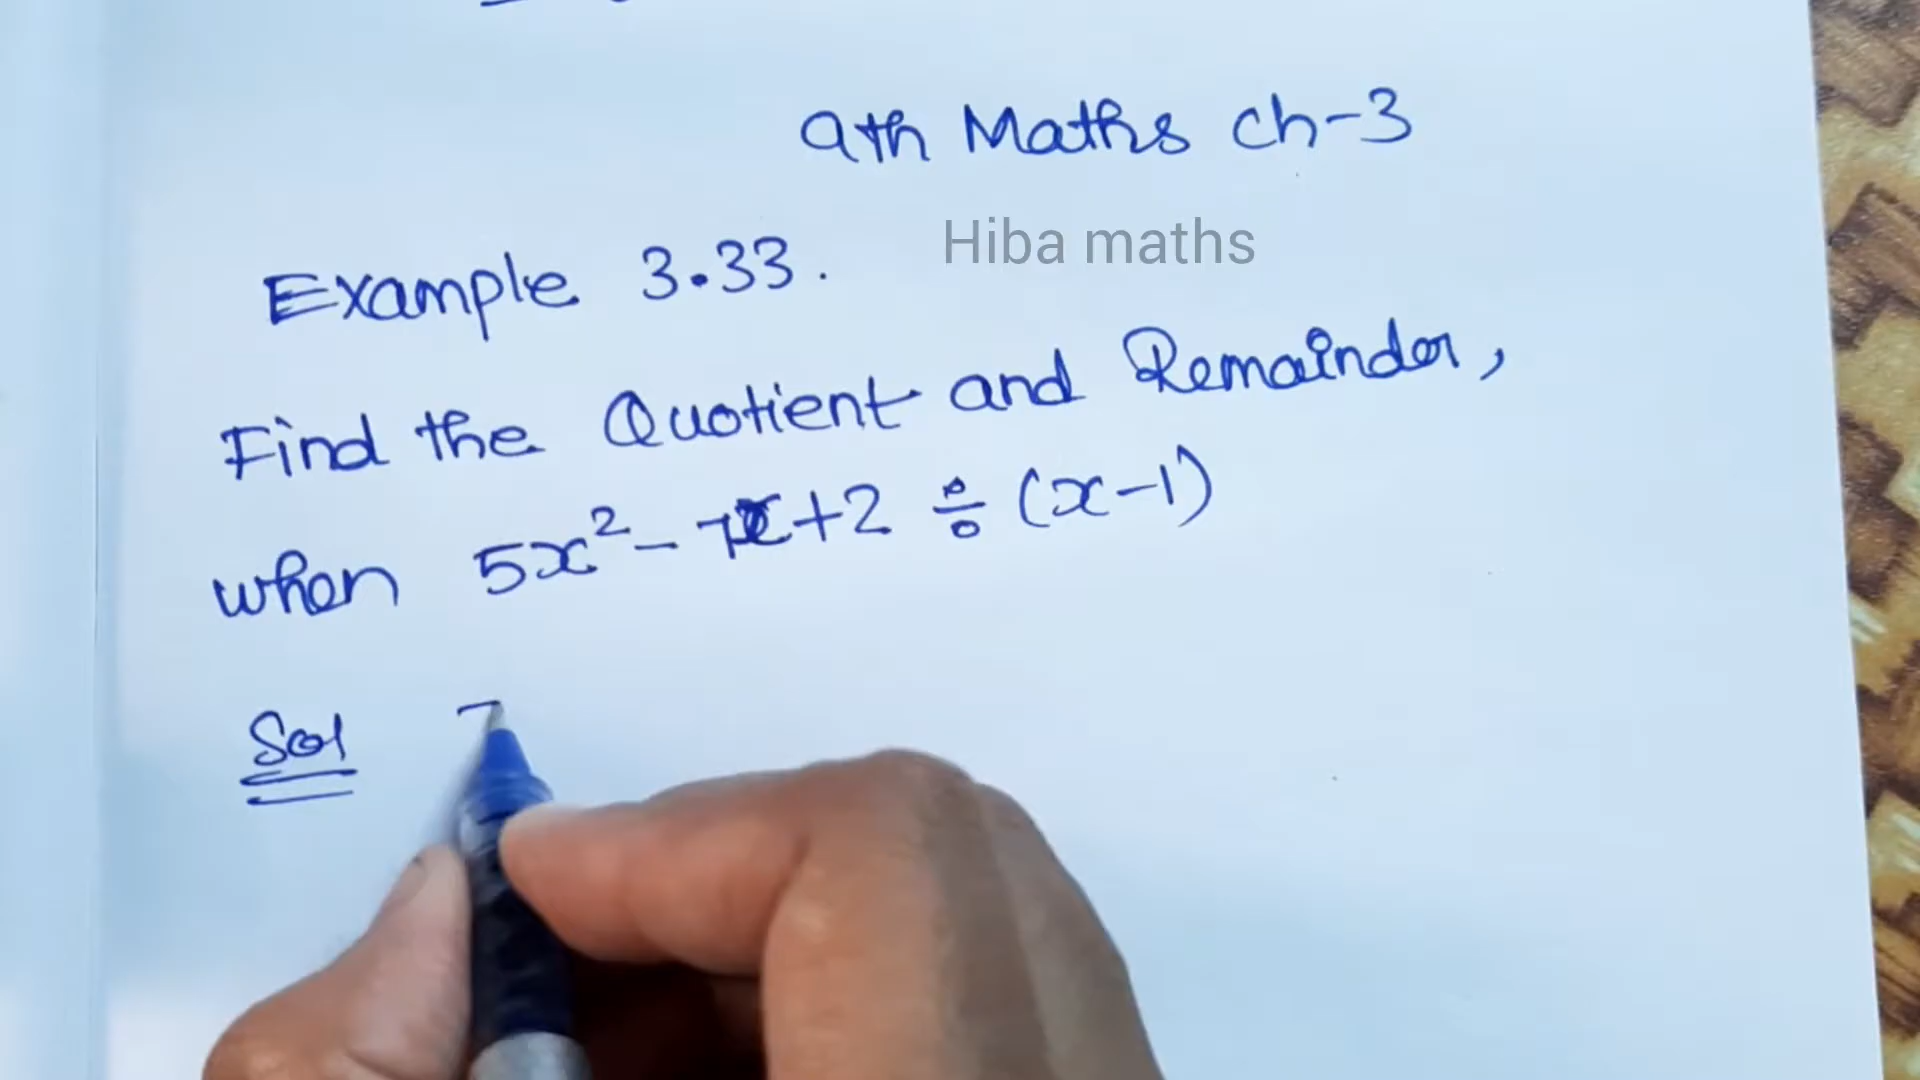 9th Maths Ch-3
Hiba maths
Example 3.33.
Find the Quotient and Remainder,
when 5x² - 7x + 2 ÷ (x-1)
Sol